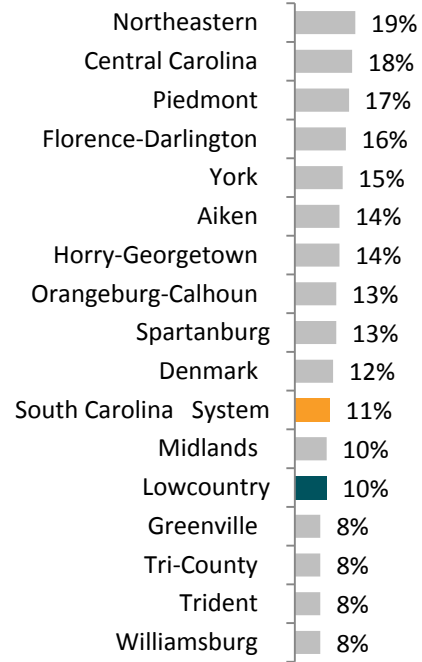 Northeastern 19%
Central Carolina 18%
Piedmont 17%
Florence-Darlington 16%
York 15%
Aiken 14%
Horry-Georgetown 14%
Orangeburg-Calhoun 13%
Spartanburg 13%
Denmark 12%
South Carolina System 11%
Midlands 10%
Lowcountry 10%
Greenville 8%
Tri-County 8%
Trident 8%
Williamsburg 8%